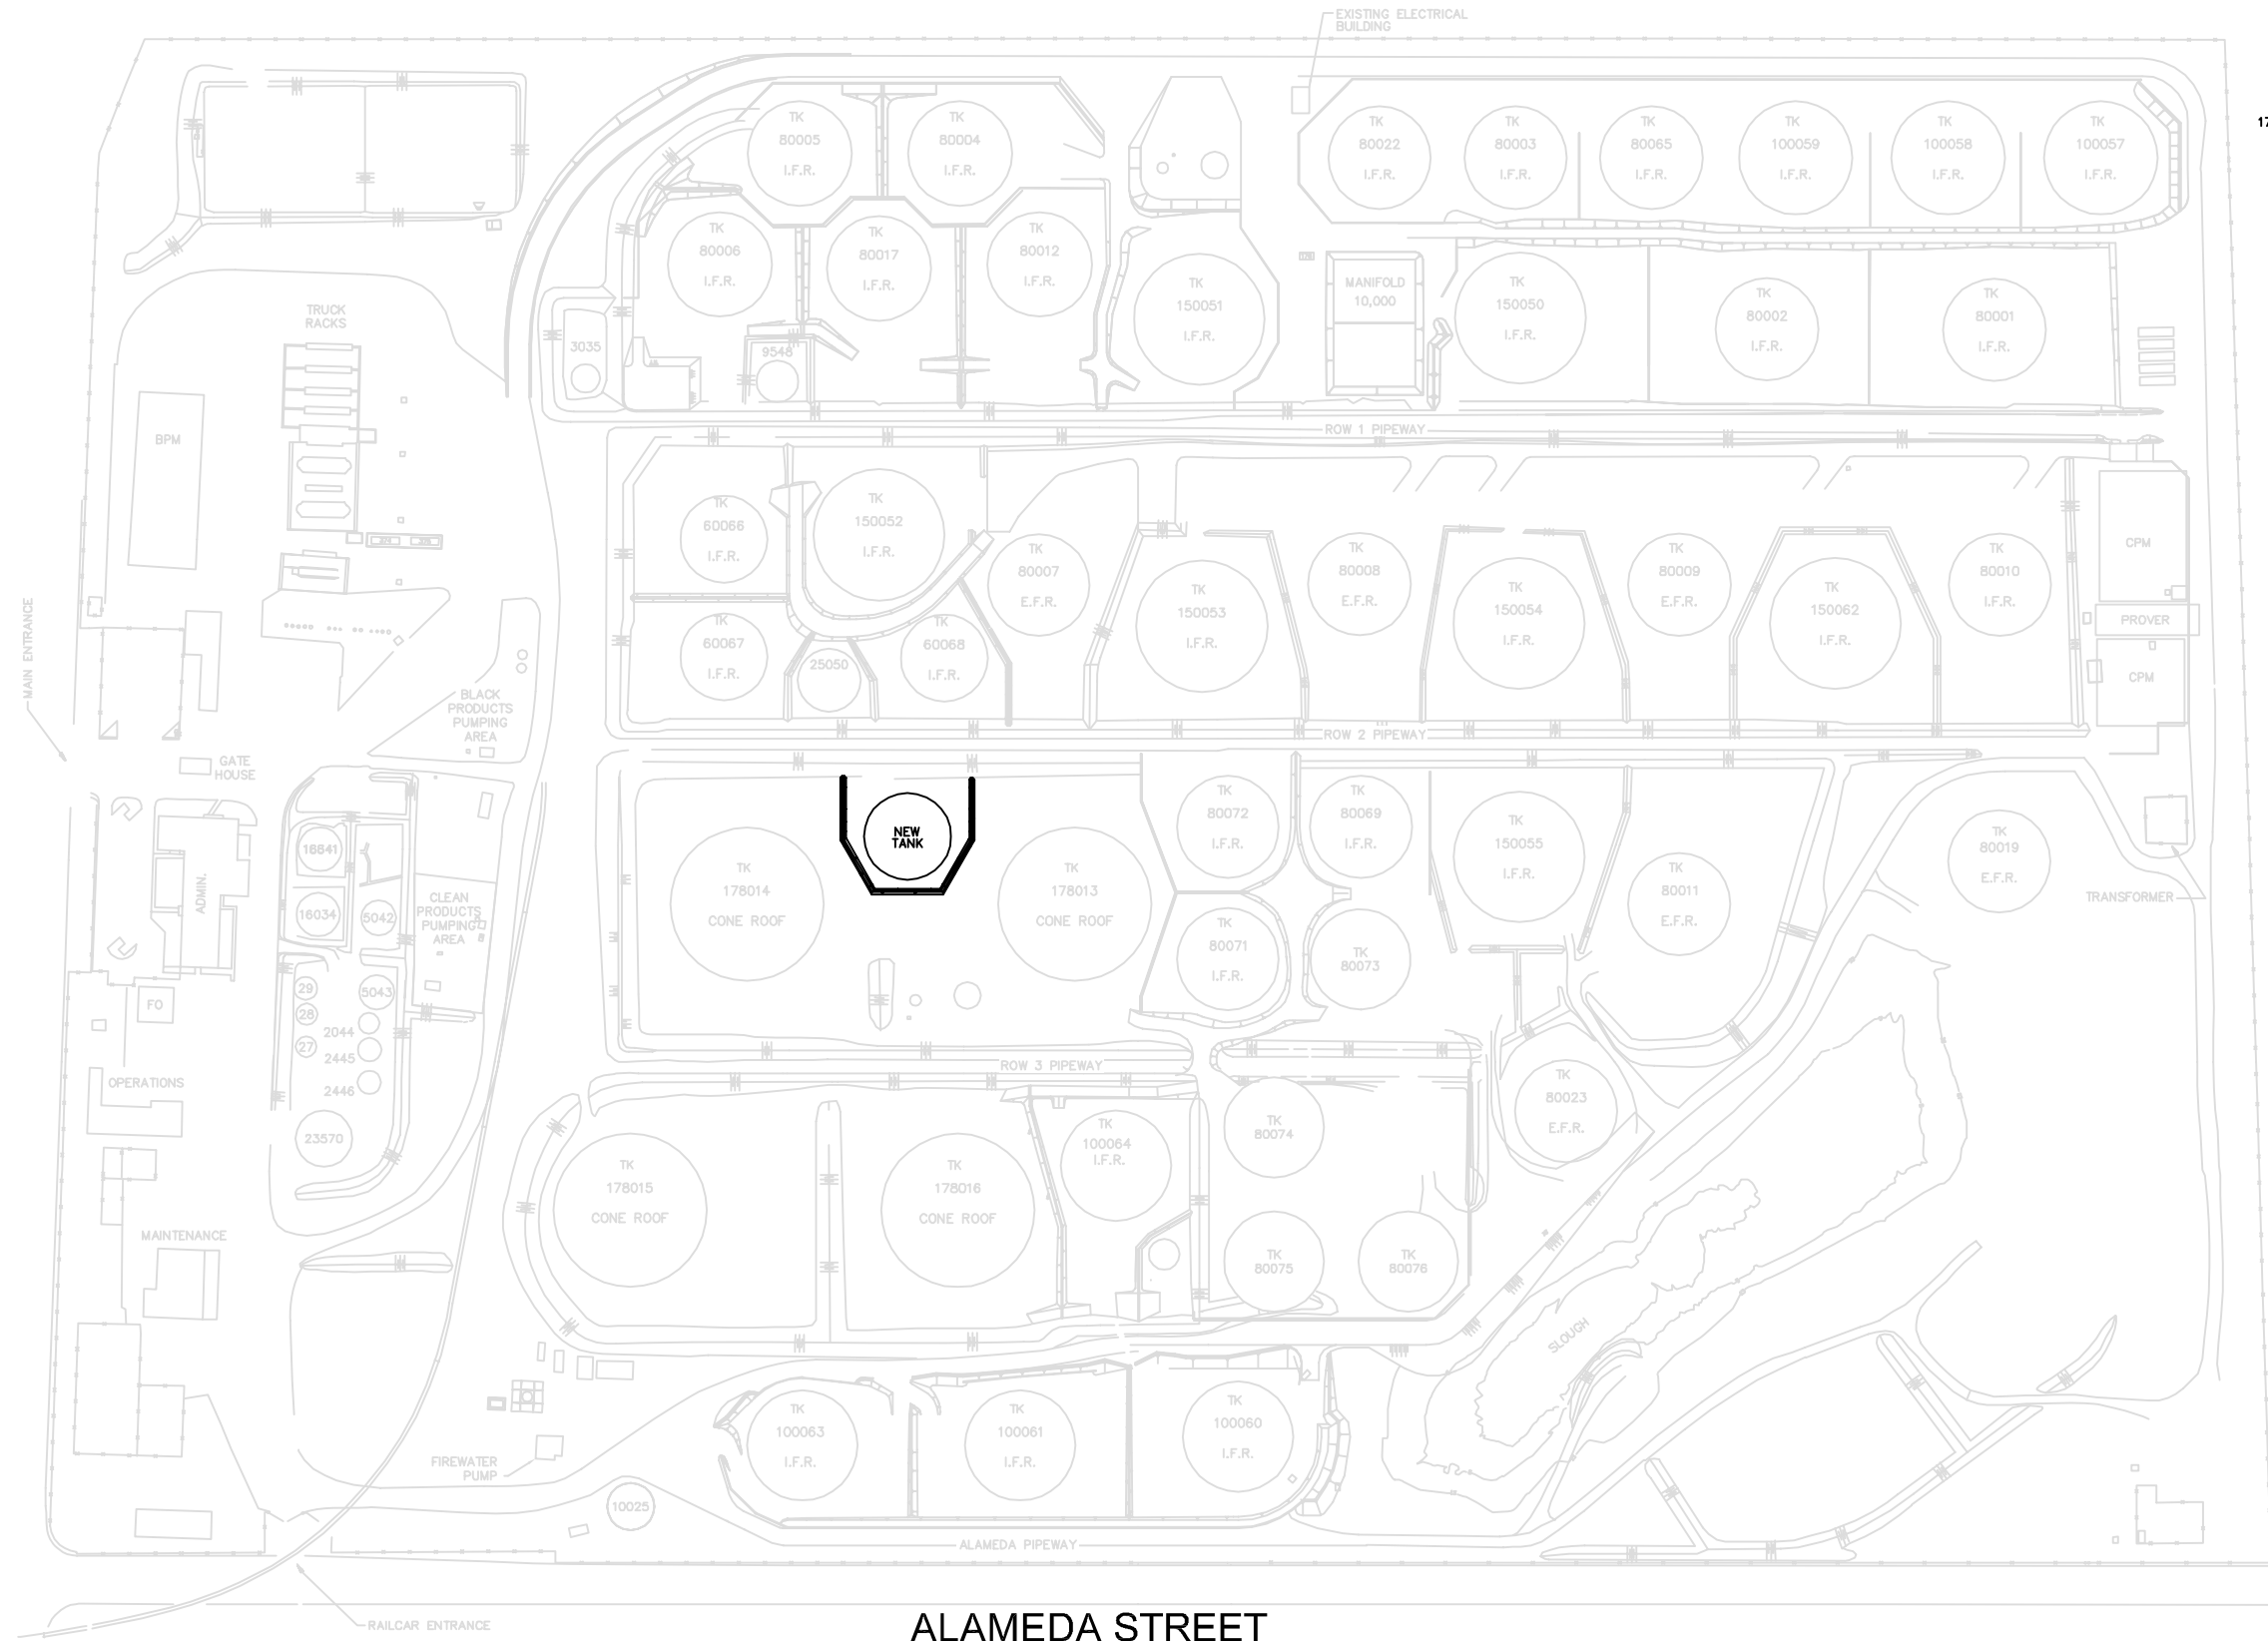 EXISTING ELECTRICAL
BUILDING
17
TK
80005
I.F.R.
TK
80004
I.F.R.
TK
80022
I.F.R.
TK
80003
I.F.R.
TK
80065
I.F.R.
TK
100059
I.F.R.
TK
100058
I.F.R.
TK
100057
I.F.R.
TK
80006
I.F.R.
TK
80017
I.F.R.
TK
80012
I.F.R.
TK
150051
I.F.R.
MANIFOLD
10,000
TK
150050
I.F.R.
TK
80002
I.F.R.
TK
80001
I.F.R.
TRUCK
RACKS
3035
9548
BPM
ROW 1 PIPEWAY
TK
60066
I.F.R.
TK
150052
I.F.R.
TK
80007
E.F.R.
TK
150053
I.F.R.
TK
80008
E.F.R.
TK
150054
I.F.R.
TK
80009
E.F.R.
TK
150062
I.F.R.
TK
80010
I.F.R.
CPM
PROVER
CPM
TK
60067
I.F.R.
25050
TK
60068
I.F.R.
MAIN ENTRANCE
BLACK
PRODUCTS
PUMPING
AREA
ROW 2 PIPEWAY
GATE
HOUSE
NEW
TANK
TK
178014
CONE ROOF
TK
178013
CONE ROOF
TK
80072
I.F.R.
TK
80069
I.F.R.
TK
150055
I.F.R.
TK
80011
E.F.R.
TK
80019
E.F.R.
TRANSFORMER
18841
16034
5042
ADMIN.
CLEAN
PRODUCTS
PUMPING
AREA
TK
80071
I.F.R.
TK
80073
29
28
27
5043
2044
2445
2446
FO
OPERATIONS
23570
ROW 3 PIPEWAY
TK
178015
CONE ROOF
TK
178016
CONE ROOF
TK
100064
I.F.R.
TK
80074
TK
80023
E.F.R.
TK
80075
TK
80076
MAINTENANCE
SLOUGH
TK
100063
I.F.R.
TK
100061
I.F.R.
TK
100060
I.F.R.
FIREWATER
PUMP
10025
ALAMEDA PIPEWAY
RAILCAR ENTRANCE
ALAMEDA STREET